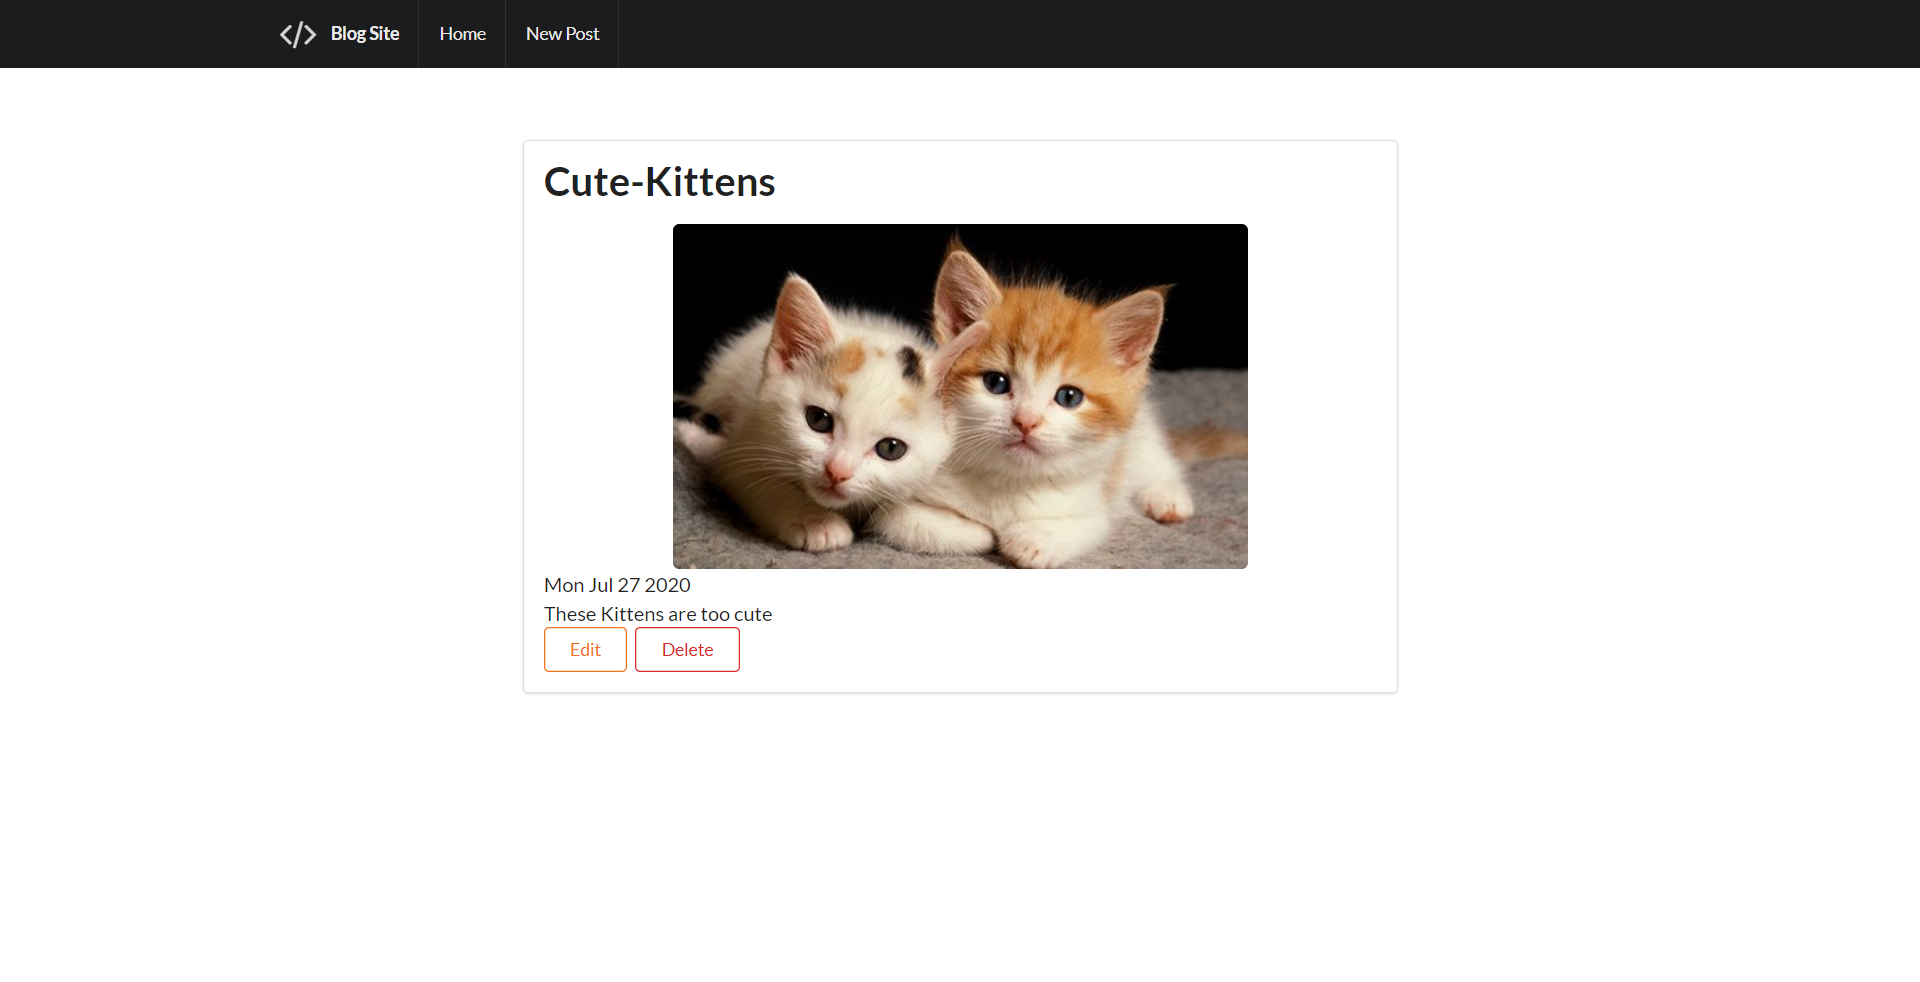 </> Blog Site Home New Post
Cute-Kittens
Mon Jul 27 2020
These Kittens are too cute
Edit Delete